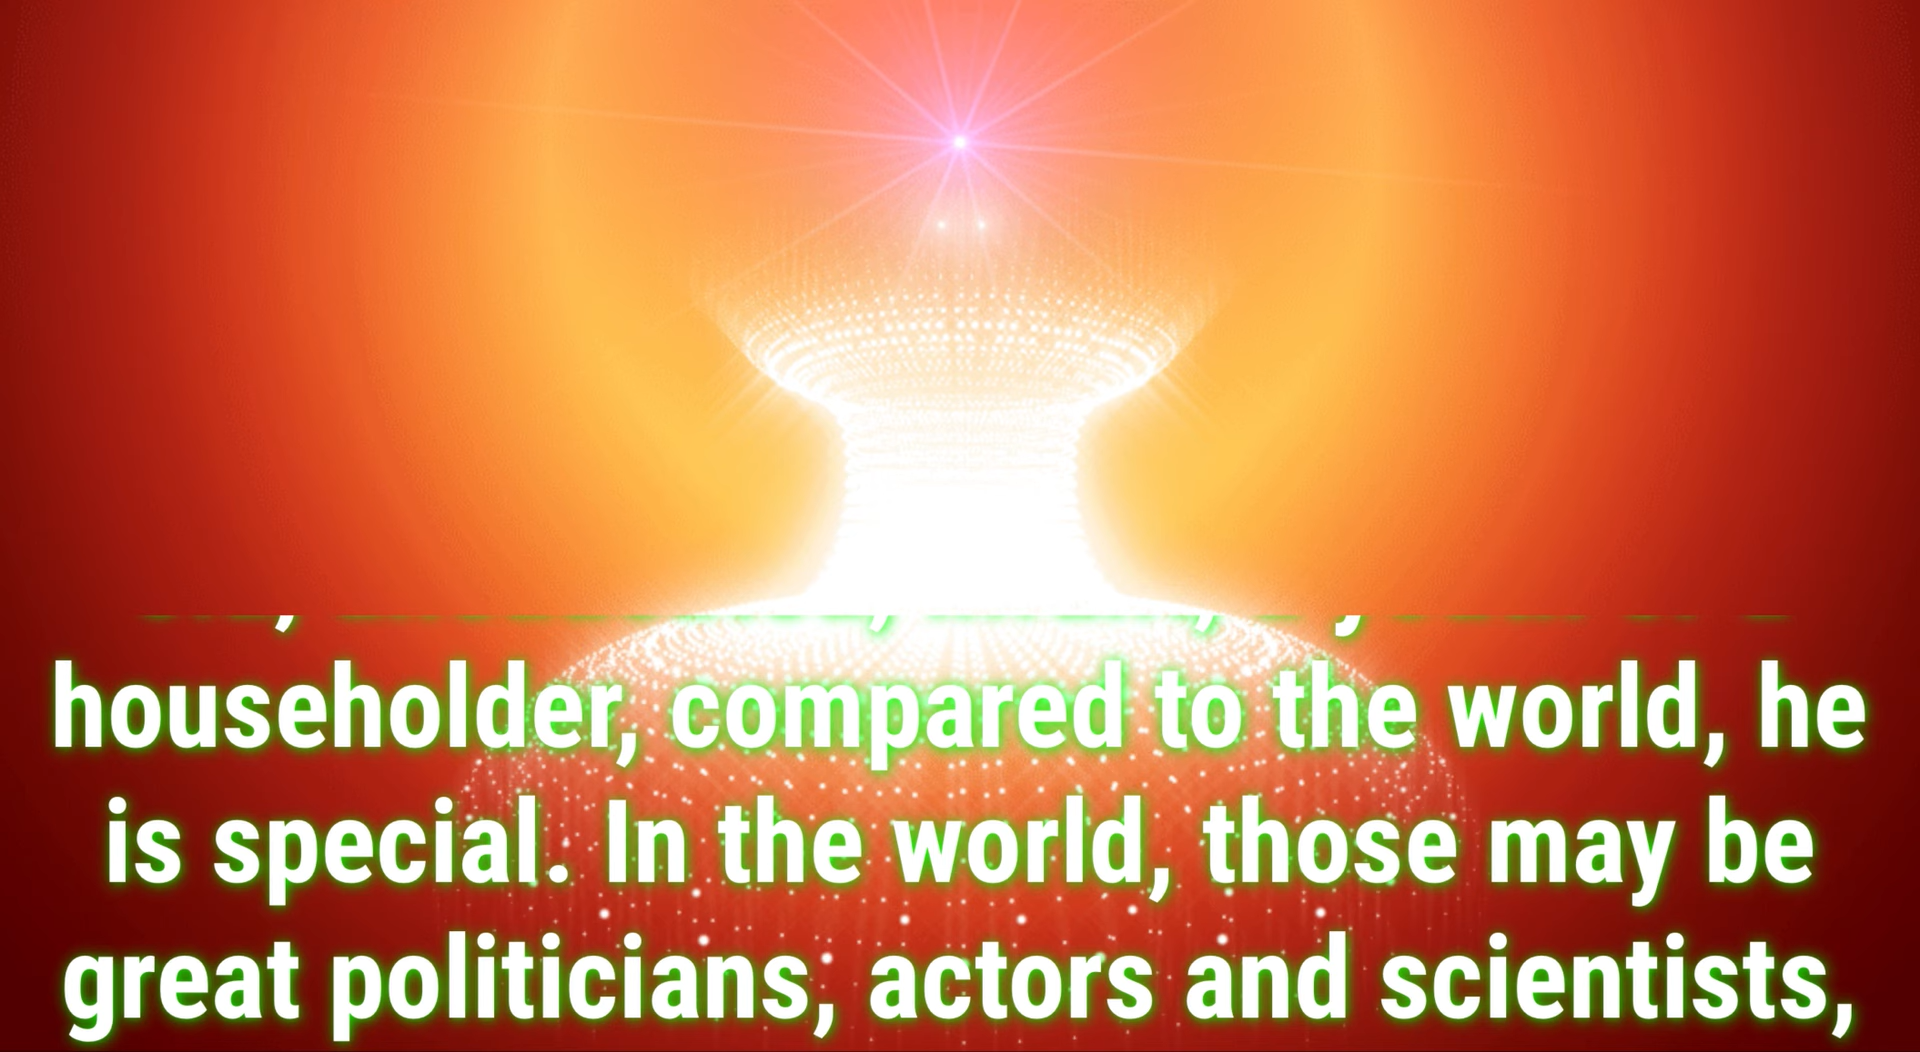 householder, compared to the world, he
is special. In the world, those may be
great politicians, actors and scientists,